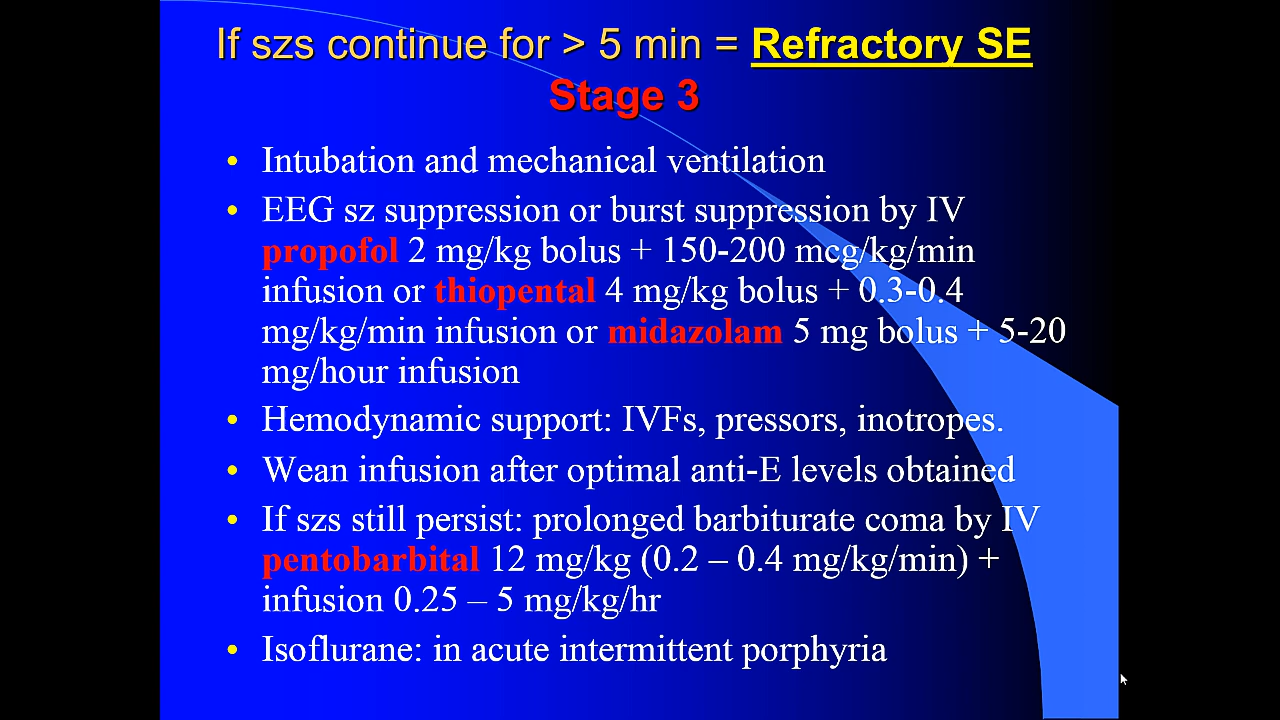 If szs continue for > 5 min = Refractory SE
Stage 3
• Intubation and mechanical ventilation
• EEG sz suppression or burst suppression by IV
propofol 2 mg/kg bolus + 150-200 mcg/kg/min
infusion or thiopental 4 mg/kg bolus + 0.3-0.4
mg/kg/min infusion or midazolam 5 mg bolus + 5-20
mg/hour infusion
• Hemodynamic support: IVFs, pressors, inotropes.
• Wean infusion after optimal anti-E levels obtained
• If szs still persist: prolonged barbiturate coma by IV
pentobarbital 12 mg/kg (0.2 – 0.4 mg/kg/min) +
infusion 0.25 – 5 mg/kg/hr
• Isoflurane: in acute intermittent porphyria